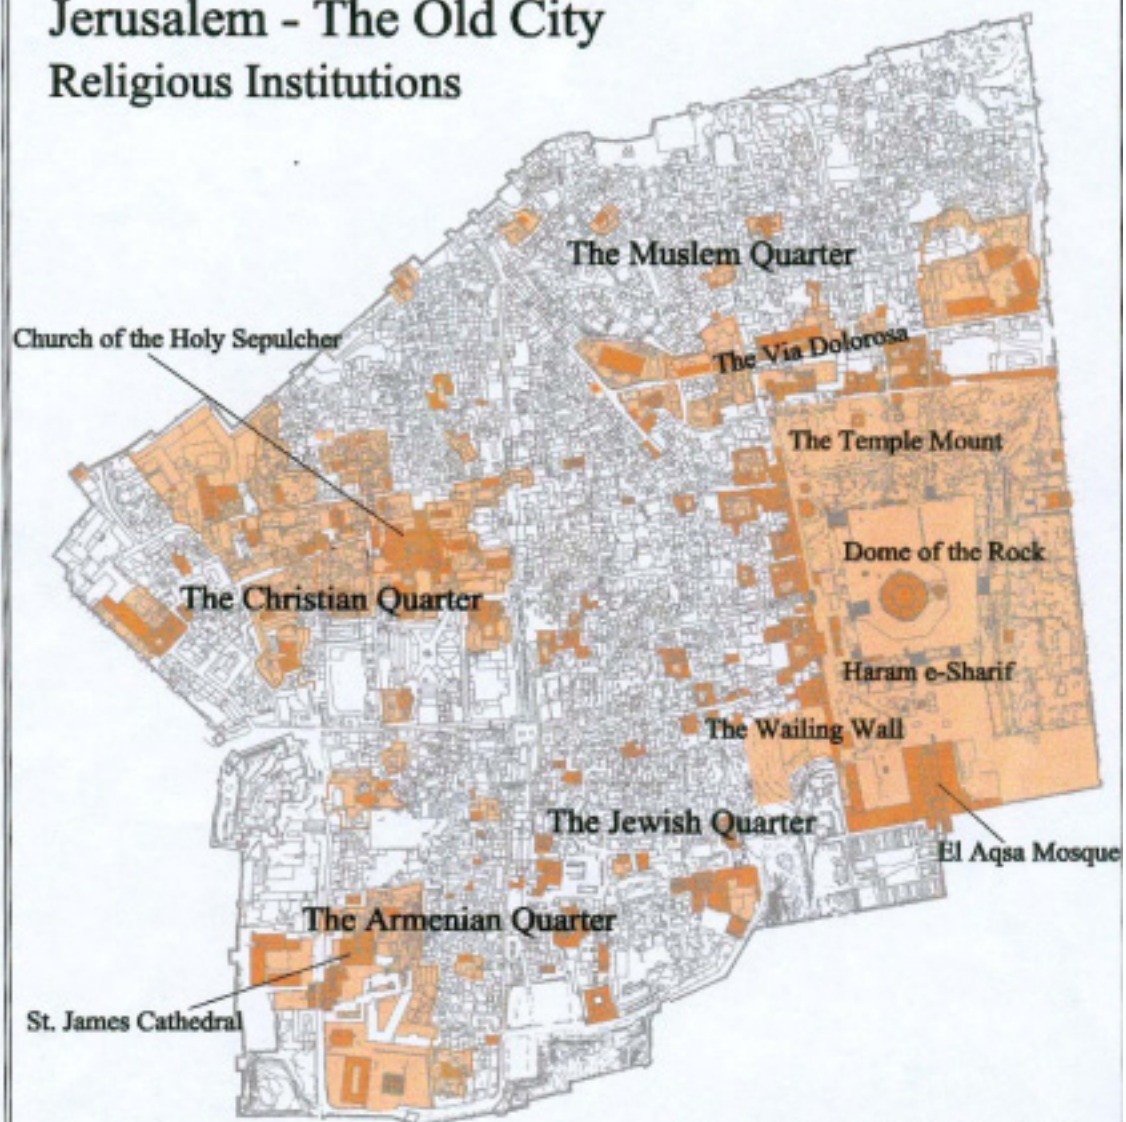 Jerusalem - The Old City
Religious Institutions
The Muslem Quarter
Church of the Holy Sepulcher
The Via Dolorosa
The Temple Mount
Dome of the Rock
The Christian Quarter
Haram e-Sharif
The Wailing Wall
The Jewish Quarter
El Aqsa Mosque
The Armenian Quarter
St. James Cathedral